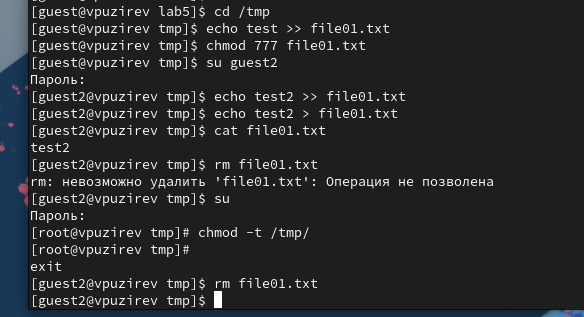 [guest@vpuzirev lab5]$ cd /tmp
[guest@vpuzirev tmp]$ echo test >> file01.txt
[guest@vpuzirev tmp]$ chmod 777 file01.txt
[guest@vpuzirev tmp]$ su guest2
Пароль:
[guest2@vpuzirev tmp]$ echo test2 >> file01.txt
[guest2@vpuzirev tmp]$ echo test2 > file01.txt
[guest2@vpuzirev tmp]$ cat file01.txt
test2
[guest2@vpuzirev tmp]$ rm file01.txt
rm: невозможно удалить 'file01.txt': Операция не позволена
[guest2@vpuzirev tmp]$ su
Пароль:
[root@vpuzirev tmp]# chmod -t /tmp/
[root@vpuzirev tmp]#
exit
[guest2@vpuzirev tmp]$ rm file01.txt
[guest2@vpuzirev tmp]$